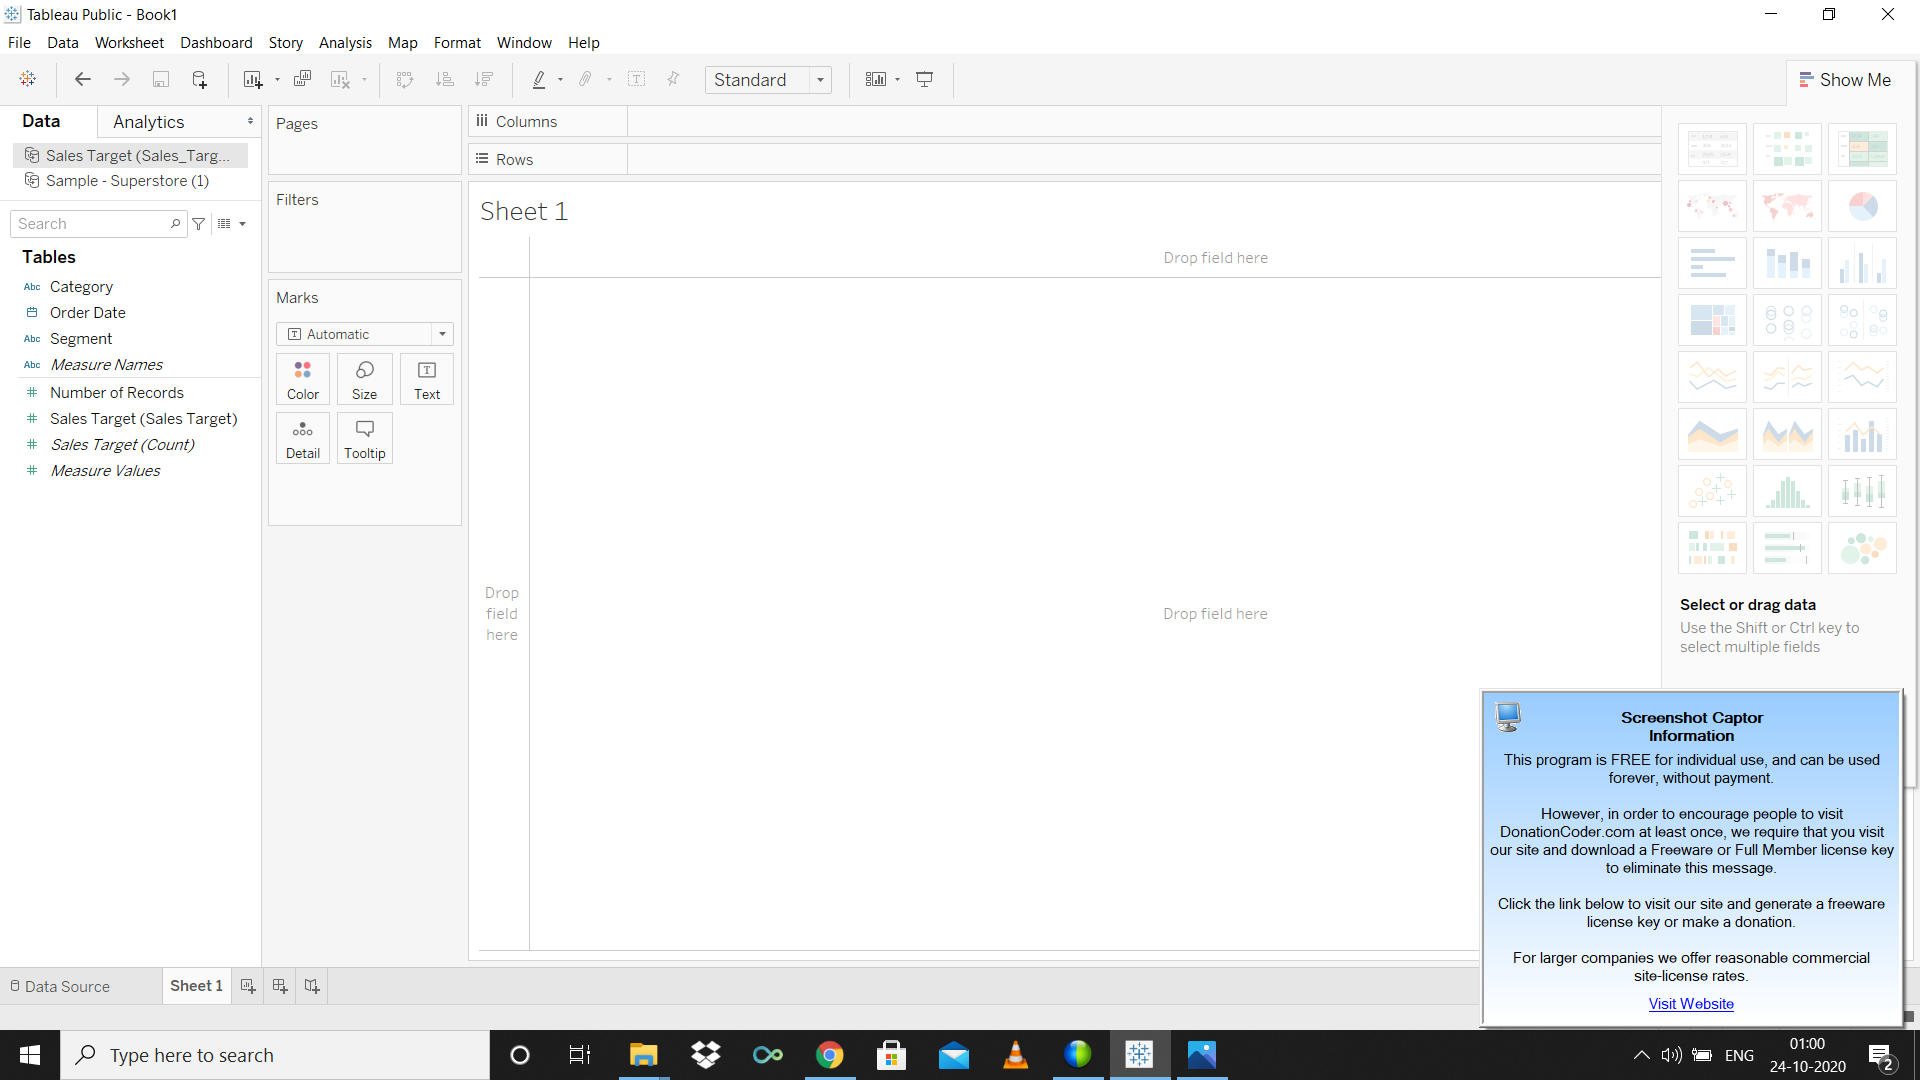 Tableau Public - Book1
File Data Worksheet Dashboard Story Analysis Map Format Window Help
Standard
Show Me
Data Analytics
Sales Target (Sales_Targ...
Sample - Superstore (1)
Search
Tables
Abc Category
Order Date
Abc Segment
Abc Measure Names
Number of Records
Sales Target (Sales Target)
Sales Target (Count)
Measure Values
Pages
Filters
Marks
Automatic
Color Size Text
Detail Tooltip
Columns
Rows
Sheet 1
Drop field here
Drop
field
here
Drop field here
Select or drag data
Use the Shift or Ctrl key to
select multiple fields
Screenshot Captor
Information
This program is FREE for individual use, and can be used
forever, without payment.
However, in order to encourage people to visit
DonationCoder.com at least once, we require that you visit
our site and download a Freeware or Full Member license key
to eliminate this message.
Click the link below to visit our site and generate a freeware
license key or make a donation.
For larger companies we offer reasonable commercial
site-license rates.
Visit Website
Data Source Sheet 1
Type here to search
ENG
01:00
24-10-2020
2